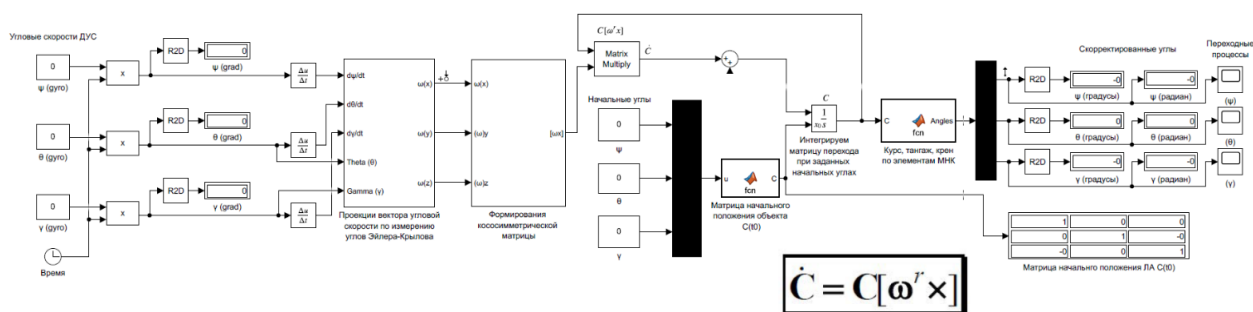 Угловые скорости ДУС
0
ψ (gyro)
x
R2D
0
ψ (grad)
Δu
Δt
0
θ (gyro)
x
R2D
0
θ (grad)
Δu
Δt
0
γ (gyro)
x
R2D
0
γ (grad)
Δu
Δt
Время
dψ/dt
dθ/dt
dγ/dt
Theta (θ)
Gamma (γ)
ω(x)
ω(y)
ω(z)
Проекции вектора угловой
скорости по измерению
углов Эйлера-Крылова
ω(x)
(ω)y
(ω)z
[ωx]
Формирования
кососимметрической
матрицы
C[ω^r x]
Matrix
Multiply
Ċ
Начальные углы
0
ψ
0
θ
0
γ
u
fcn
C
Матрица начального
положения объекта
C(t0)
C
1
x₀ s
Интегрируем
матрицу перехода
при заданных
начальных углах
C
fcn
Angles
Курс, тангаж, крен
по элементам МНК
Скорректированные углы
Переходные
процессы
R2D
-0
-0
ψ (градусы)
ψ (радиан)
(ψ)
R2D
-0
-0
θ (градусы)
θ (радиан)
(θ)
R2D
-0
-0
γ (градусы)
γ (радиан)
(γ)
1 0 0
0 1 -0
-0 0 1
Матрица начальнго положения ЛА C(t0)
Ċ = C[ω^r ×]